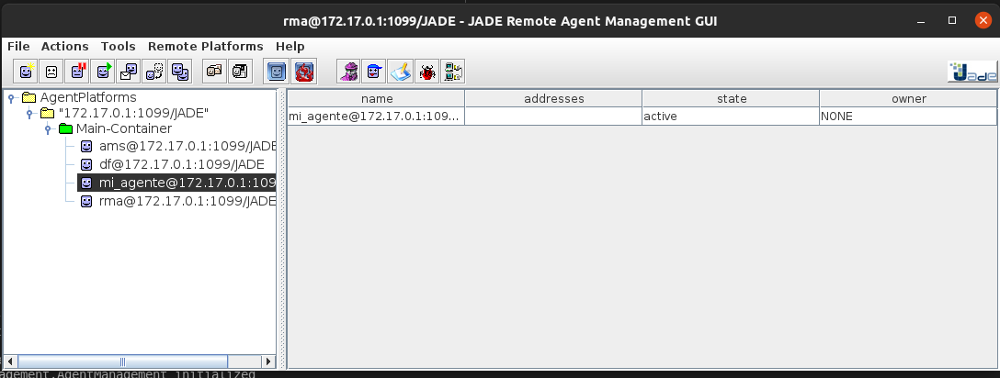 rma@172.17.0.1:1099/JADE - JADE Remote Agent Management GUI
File Actions Tools Remote Platforms Help
Jade
AgentPlatforms
"172.17.0.1:1099/JADE"
Main-Container
ams@172.17.0.1:1099/JADE
df@172.17.0.1:1099/JADE
mi_agente@172.17.0.1:109
rma@172.17.0.1:1099/JADE
name addresses state owner
mi_agente@172.17.0.1:109... active NONE
agement.AgentManagement initialized